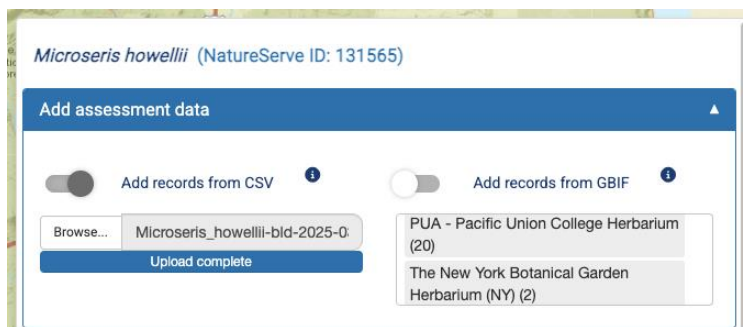 Microseris howellii (NatureServe ID: 131565)
Add assessment data
Add records from CSV
Add records from GBIF
Browse...
Microseris_howellii-bld-2025-0
Upload complete
PUA - Pacific Union College Herbarium
(20)
The New York Botanical Garden
Herbarium (NY) (2)